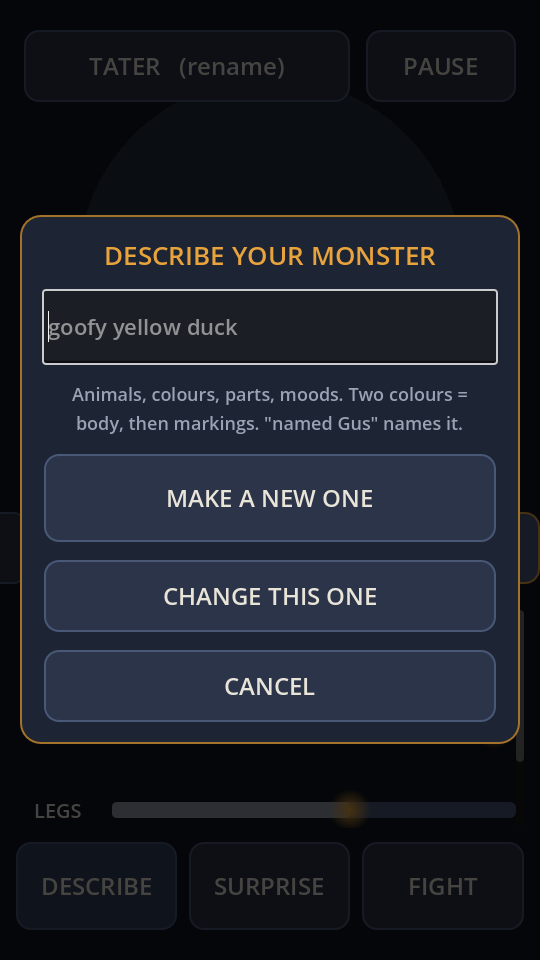 TATER (rename)
PAUSE
DESCRIBE YOUR MONSTER
goofy yellow duck
Animals, colours, parts, moods. Two colours =
body, then markings. "named Gus" names it.
MAKE A NEW ONE
CHANGE THIS ONE
CANCEL
LEGS
DESCRIBE
SURPRISE
FIGHT